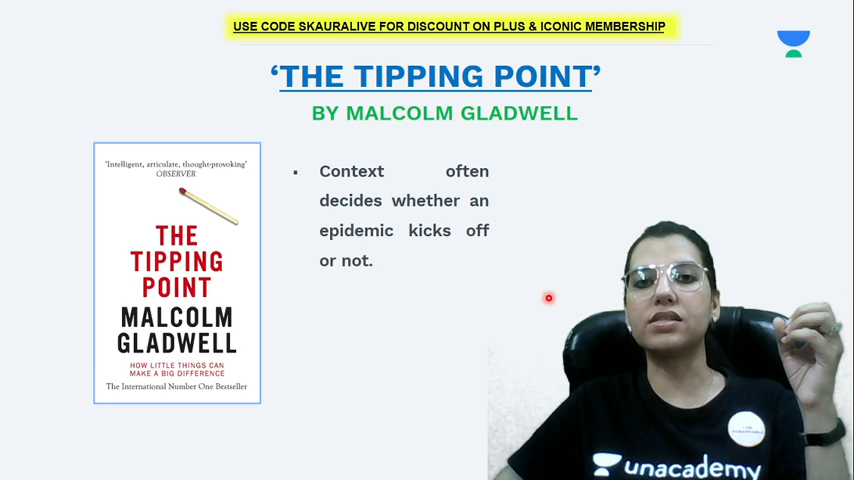 USE CODE SKAURALIVE FOR DISCOUNT ON PLUS & ICONIC MEMBERSHIP
‘THE TIPPING POINT’
BY MALCOLM GLADWELL
‘Intelligent, articulate, thought-provoking’
OBSERVER
THE
TIPPING
POINT
MALCOLM
GLADWELL
HOW LITTLE THINGS CAN
MAKE A BIG DIFFERENCE
The International Number One Bestseller
▪ Context often
decides whether an
epidemic kicks off
or not.
unacademy